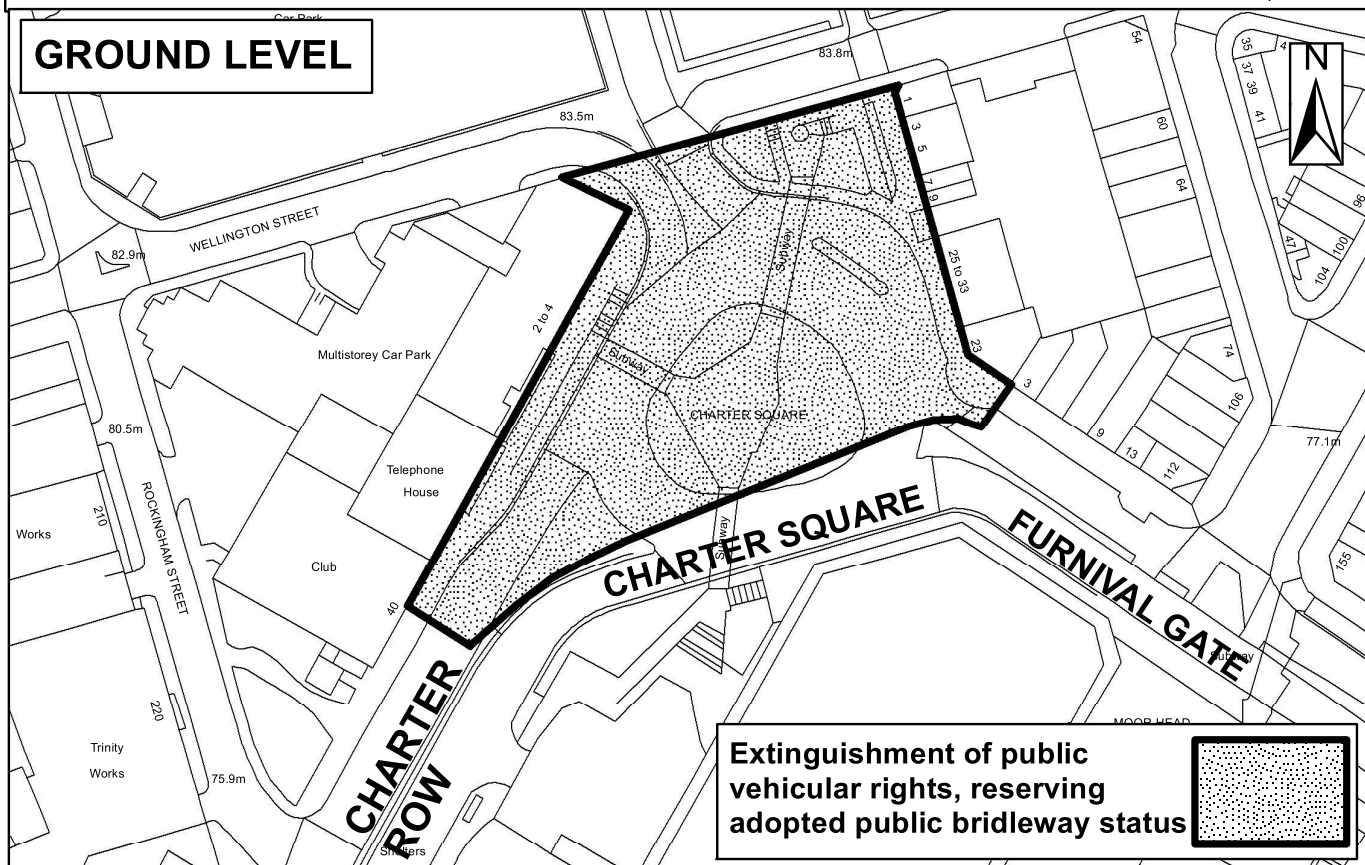 Car Park
GROUND LEVEL
83.8m
54
35
4
37
39
41
N
83.5m
1
3
5
7
9
60
64
96
100
104
47
WELLINGTON STREET
82.9m
Subway
25 to 33
2 to 4
Multistorey Car Park
Subway
23
3
74
106
CHARTER SQUARE
80.5m
9
13
112
77.1m
Telephone
House
210
ROCKINGHAM STREET
Works
Subway
CHARTER SQUARE
FURNIVAL GATE
155
Club
40
Subway
220
CHARTER
ROW
MOOR HEAD
Trinity
Works
75.9m
Shelters
Extinguishment of public
vehicular rights, reserving
adopted public bridleway status